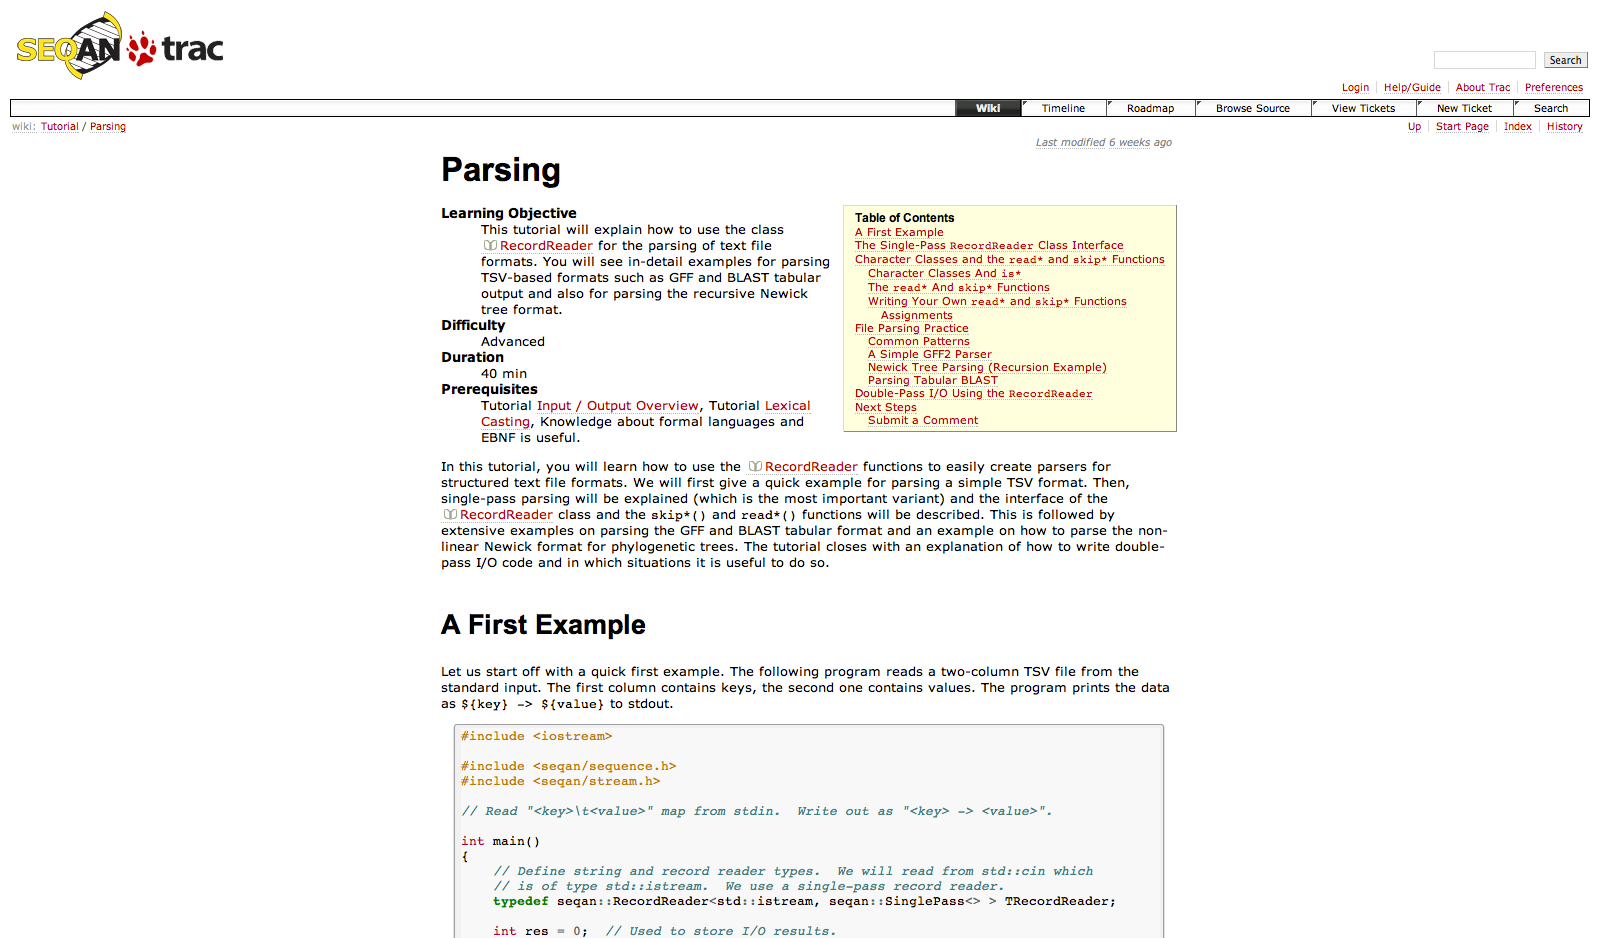 SEQAN trac
Search
Login Help/Guide About Trac Preferences
Wiki Timeline Roadmap Browse Source View Tickets New Ticket Search
wiki: Tutorial / Parsing
Up Start Page Index History
Last modified 6 weeks ago
Parsing
Learning Objective
This tutorial will explain how to use the class
RecordReader for the parsing of text file
formats. You will see in-detail examples for parsing
TSV-based formats such as GFF and BLAST tabular
output and also for parsing the recursive Newick
tree format.
Difficulty
Advanced
Duration
40 min
Prerequisites
Tutorial Input / Output Overview, Tutorial Lexical
Casting, Knowledge about formal languages and
EBNF is useful.
Table of Contents
A First Example
The Single-Pass RecordReader Class Interface
Character Classes and the read* and skip* Functions
Character Classes And is*
The read* And skip* Functions
Writing Your Own read* and skip* Functions
Assignments
File Parsing Practice
Common Patterns
A Simple GFF2 Parser
Newick Tree Parsing (Recursion Example)
Parsing Tabular BLAST
Double-Pass I/O Using the RecordReader
Next Steps
Submit a Comment
In this tutorial, you will learn how to use the RecordReader functions to easily create parsers for
structured text file formats. We will first give a quick example for parsing a simple TSV format. Then,
single-pass parsing will be explained (which is the most important variant) and the interface of the
RecordReader class and the skip*() and read*() functions will be described. This is followed by
extensive examples on parsing the GFF and BLAST tabular format and an example on how to parse the non-
linear Newick format for phylogenetic trees. The tutorial closes with an explanation of how to write double-
pass I/O code and in which situations it is useful to do so.
A First Example
Let us start off with a quick first example. The following program reads a two-column TSV file from the
standard input. The first column contains keys, the second one contains values. The program prints the data
as ${key} -> ${value} to stdout.
#include <iostream>
#include <seqan/sequence.h>
#include <seqan/stream.h>
// Read "<key>\t<value>" map from stdin.  Write out as "<key> -> <value>".
int main()
{
// Define string and record reader types.  We will read from std::cin which
// is of type std::istream.  We use a single-pass record reader.
typedef seqan::RecordReader<std::istream, seqan::SinglePass<> > TRecordReader;
int res = 0;  // Used to store I/O results.